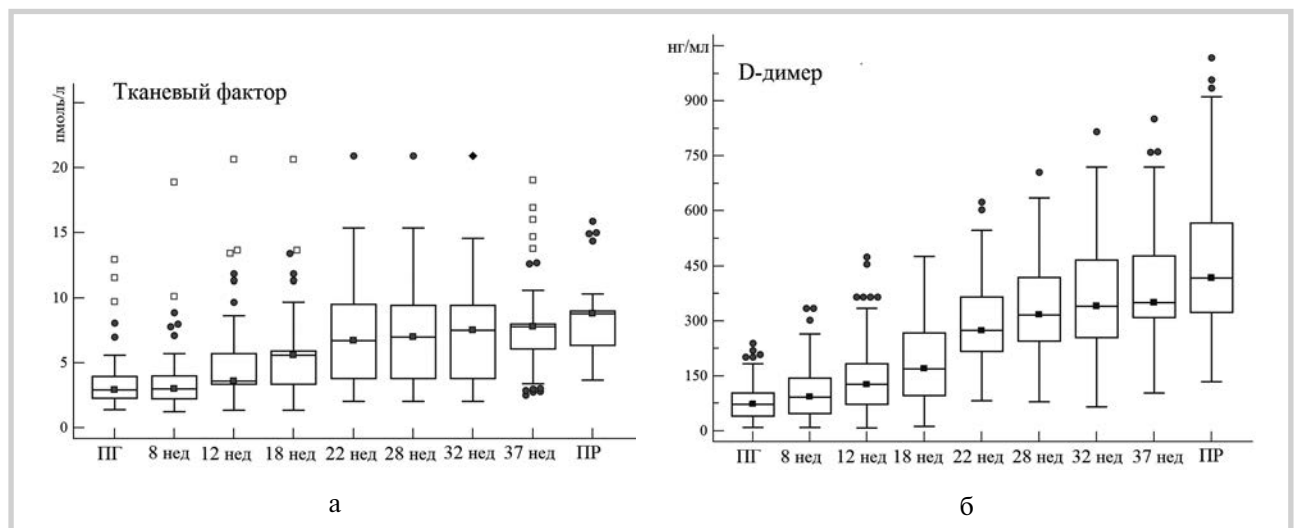 Тканевый фактор
пмоль/л
20
15
10
5
0
ПГ 8 нед 12 нед 18 нед 22 нед 28 нед 32 нед 37 нед ПР
а
нг/мл
D-димер
900
750
600
450
300
150
0
ПГ 8 нед 12 нед 18 нед 22 нед 28 нед 32 нед 37 нед ПР
б